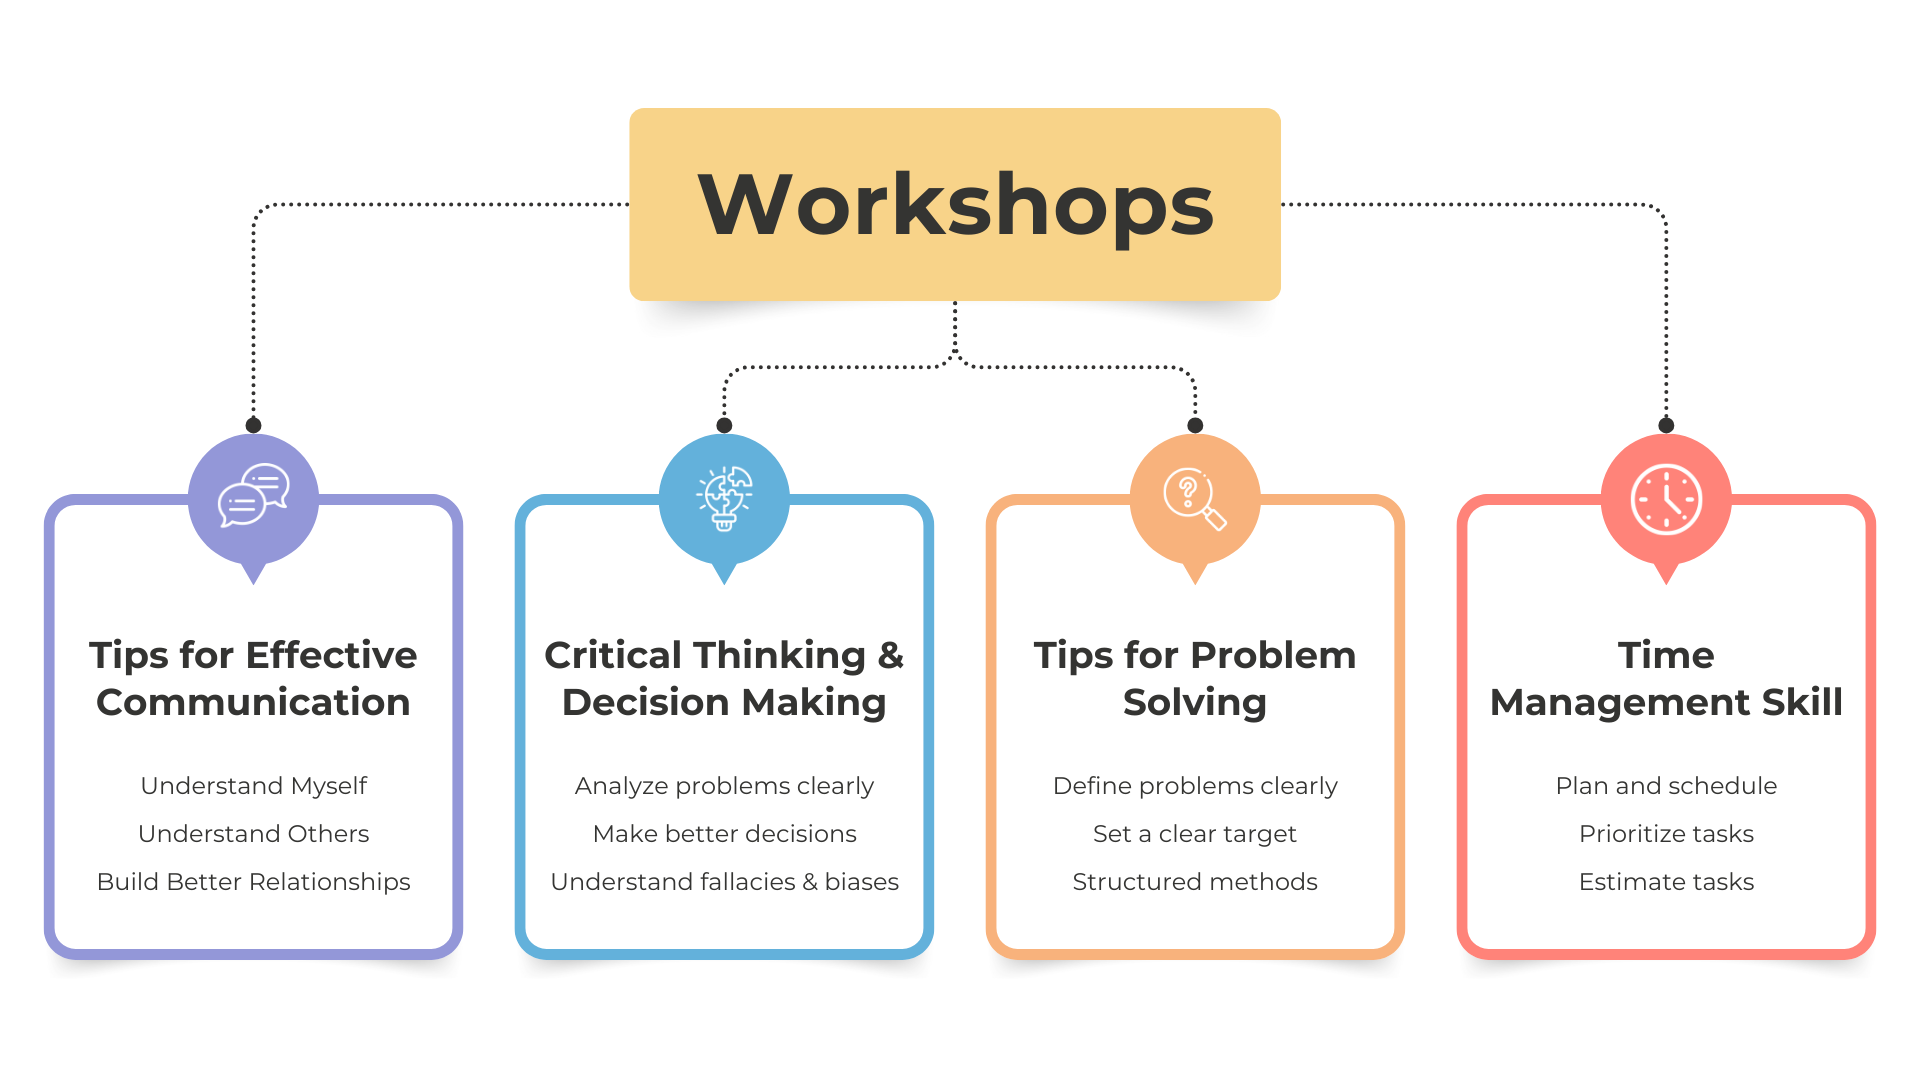 Workshops
Tips for Effective
Communication
Understand Myself
Understand Others
Build Better Relationships
Critical Thinking &
Decision Making
Analyze problems clearly
Make better decisions
Understand fallacies & biases
?
Tips for Problem
Solving
Define problems clearly
Set a clear target
Structured methods
Time
Management Skill
Plan and schedule
Prioritize tasks
Estimate tasks